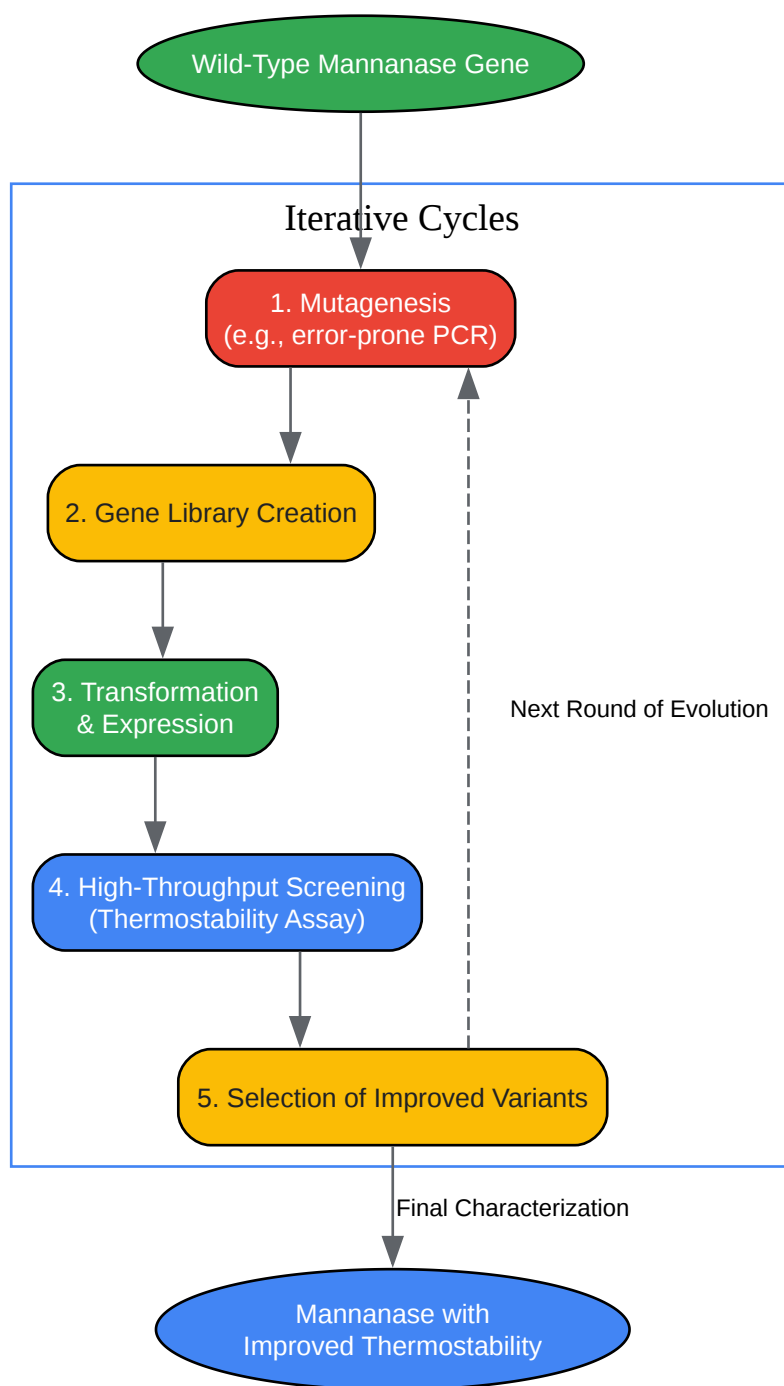 Wild-Type Mannanase Gene
Iterative Cycles
1. Mutagenesis
(e.g., error-prone PCR)
2. Gene Library Creation
3. Transformation
& Expression
Next Round of Evolution
4. High-Throughput Screening
(Thermostability Assay)
5. Selection of Improved Variants
Final Characterization
Mannanase with
Improved Thermostability